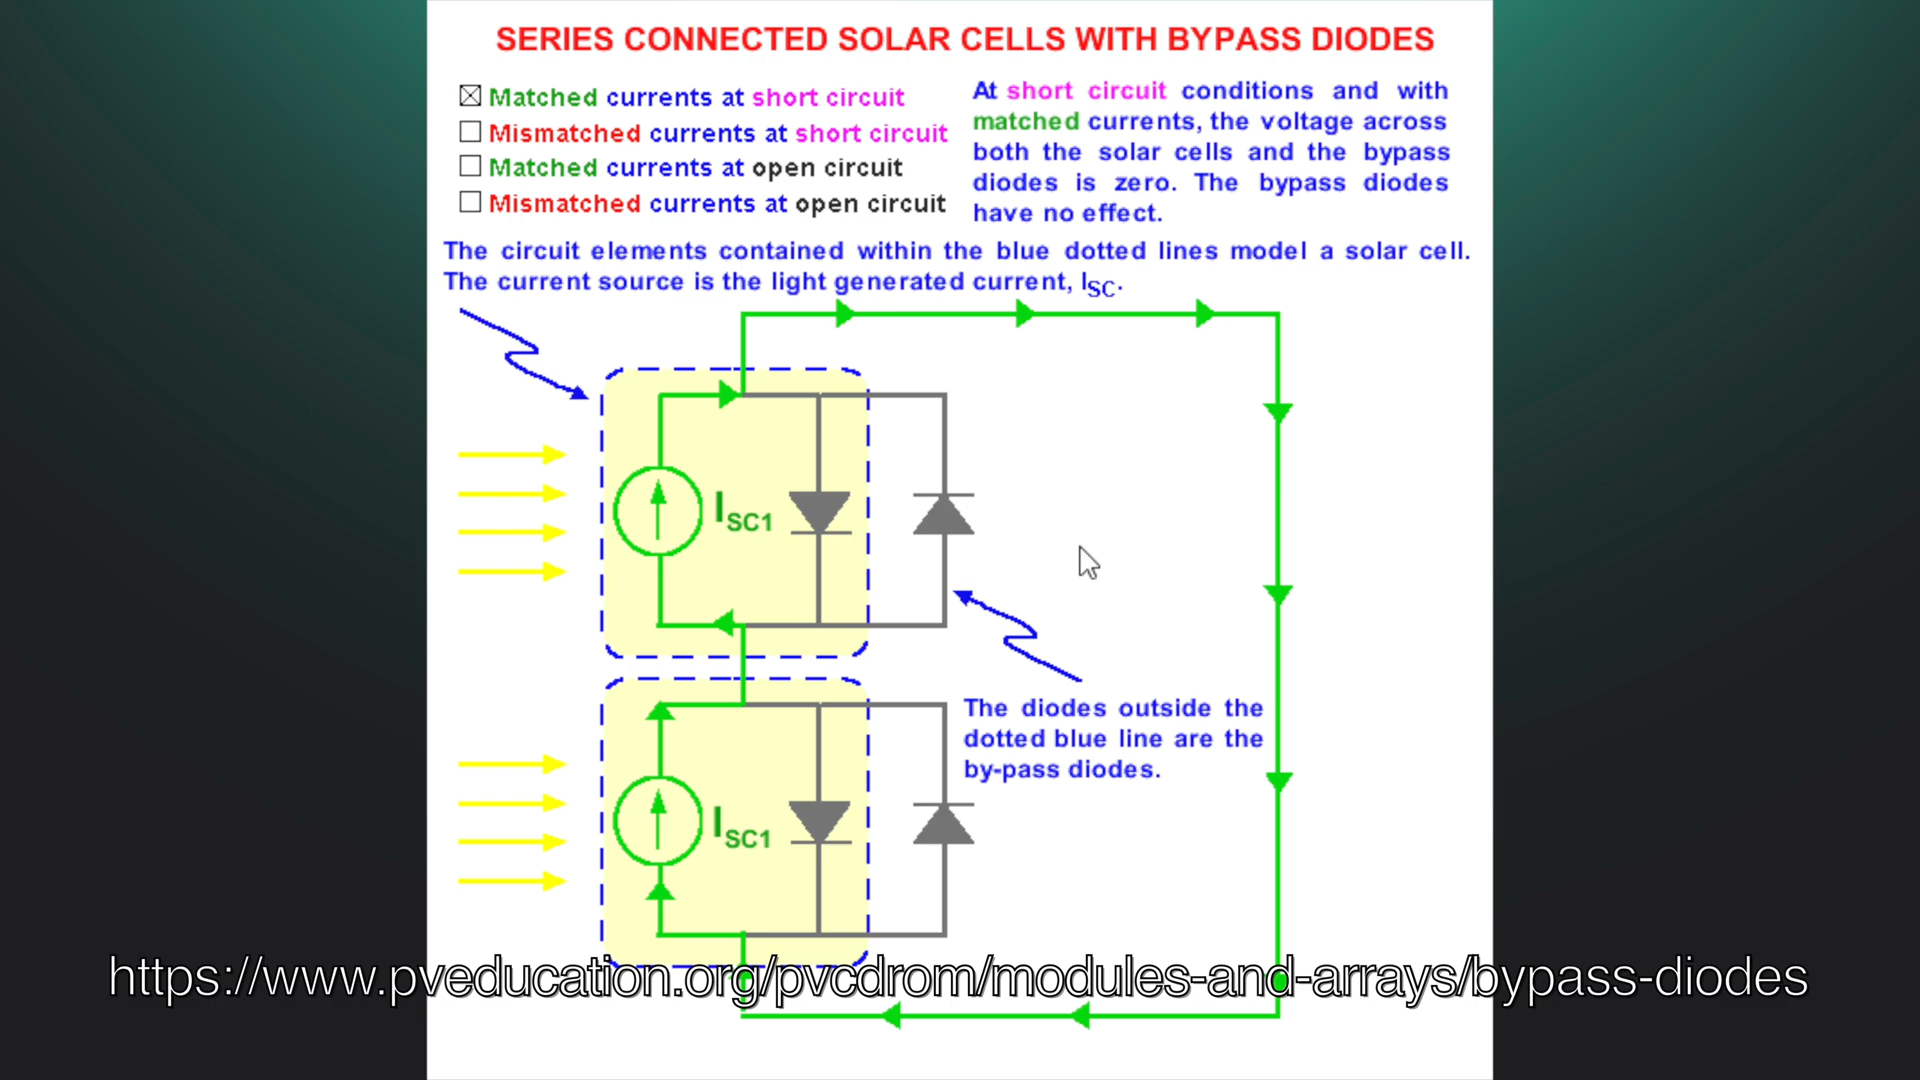 SERIES CONNECTED SOLAR CELLS WITH BYPASS DIODES
Matched currents at short circuit
Mismatched currents at short circuit
Matched currents at open circuit
Mismatched currents at open circuit
At short circuit conditions and with
matched currents, the voltage across
both the solar cells and the bypass
diodes is zero. The bypass diodes
have no effect.
The circuit elements contained within the blue dotted lines model a solar cell.
The current source is the light generated current, ISC.
ISC1
The diodes outside the
dotted blue line are the
by-pass diodes.
ISC1
https://www.pveducation.org/pvcdrom/modules-and-arrays/bypass-diodes